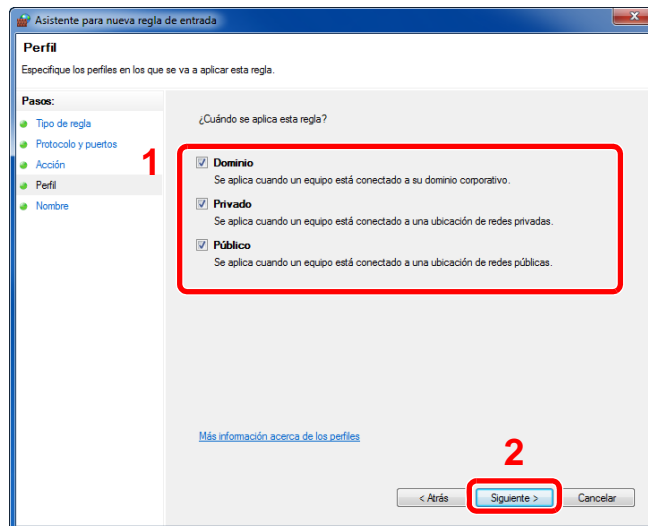 Asistente para nueva regla de entrada
Perfil
Especifique los perfiles en los que se va a aplicar esta regla.
Pasos:
Tipo de regla
Protocolo y puertos
Acción
Perfil
Nombre
¿Cuándo se aplica esta regla?
1
Dominio
Se aplica cuando un equipo está conectado a su dominio corporativo.
Privado
Se aplica cuando un equipo está conectado a una ubicación de redes privadas.
Público
Se aplica cuando un equipo está conectado a una ubicación de redes públicas.
Más información acerca de los perfiles
2
< Atrás Siguiente > Cancelar